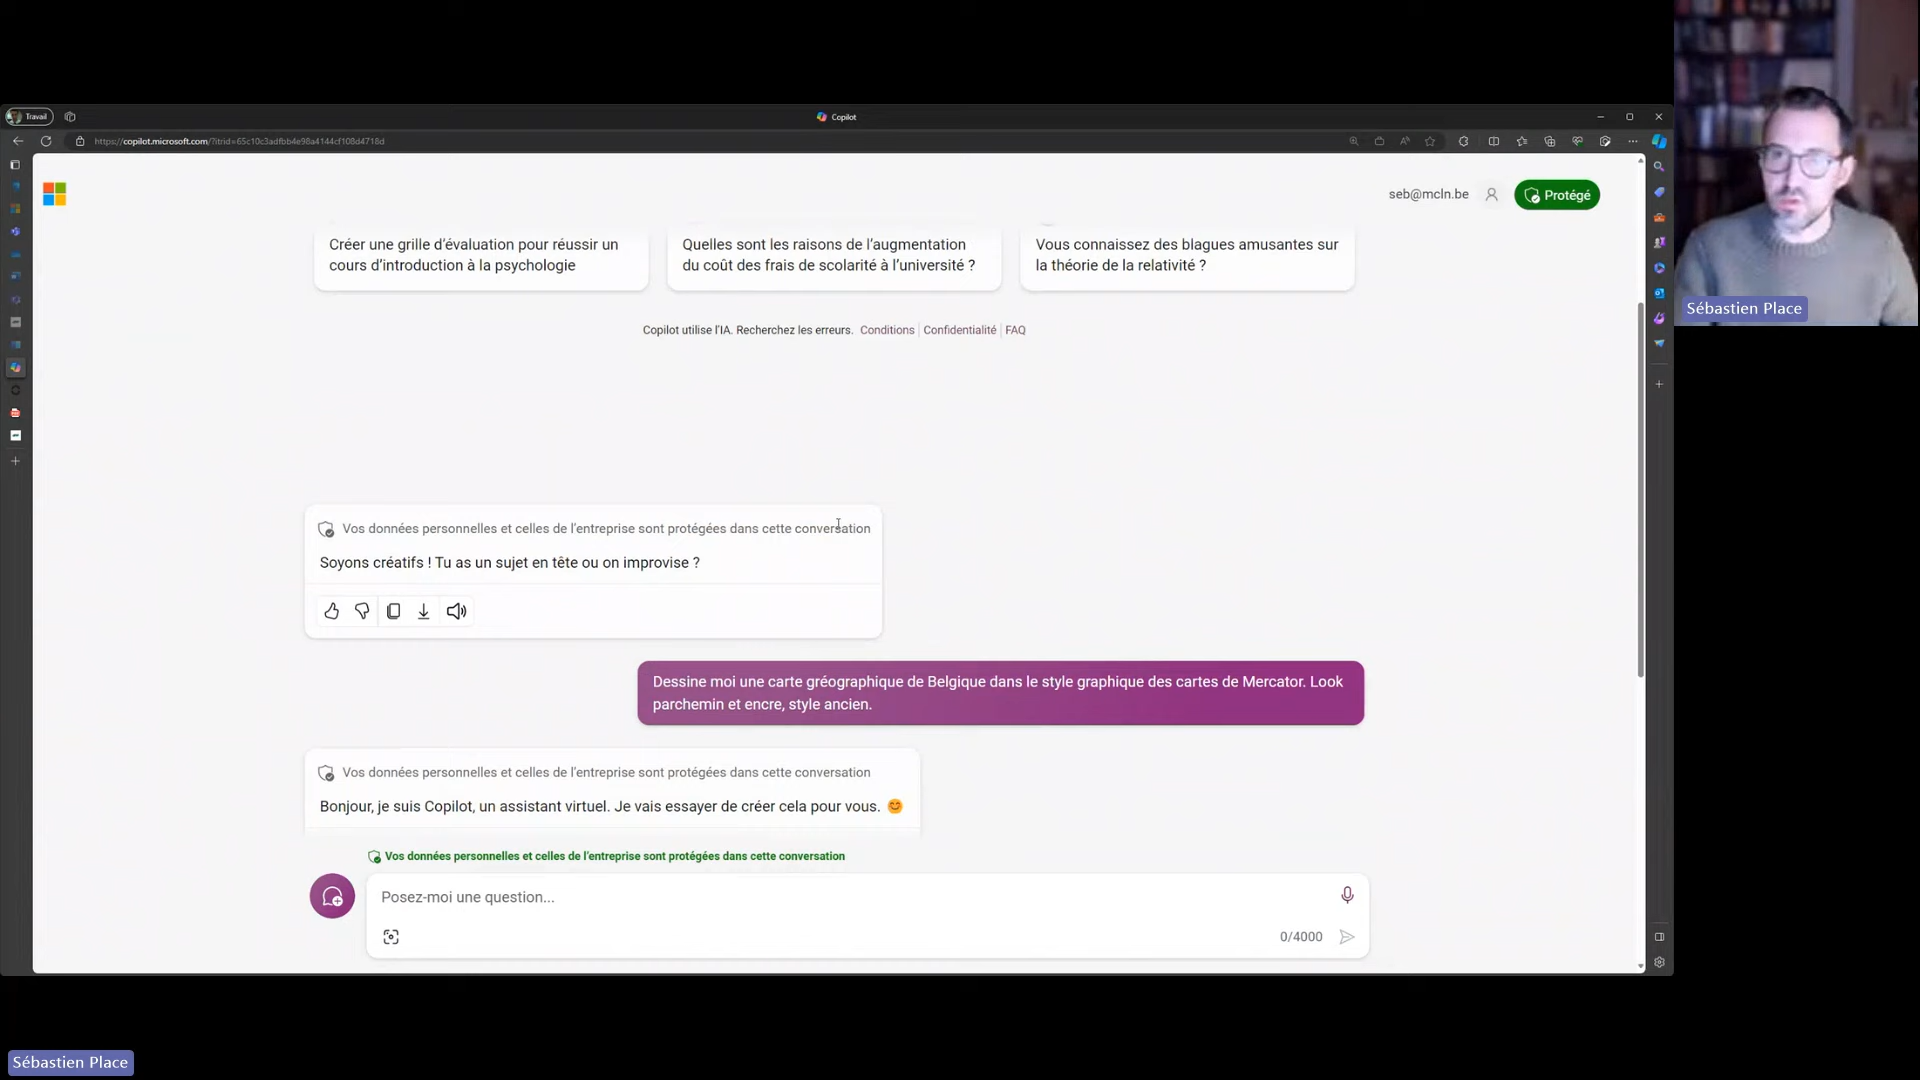 Travail
Copilot
https://copilot.microsoft.com/?itrid=65c10c3adfbb4e98a4144cf108d4718d
seb@mcln.be
Protégé
Créer une grille d'évaluation pour réussir un
cours d'introduction à la psychologie
Quelles sont les raisons de l'augmentation
du coût des frais de scolarité à l'université ?
Vous connaissez des blagues amusantes sur
la théorie de la relativité ?
Sébastien Place
Copilot utilise l'IA. Recherchez les erreurs. Conditions Confidentialité FAQ
Vos données personnelles et celles de l'entreprise sont protégées dans cette conversation
Soyons créatifs ! Tu as un sujet en tête ou on improvise ?
Dessine moi une carte gréographique de Belgique dans le style graphique des cartes de Mercator. Look
parchemin et encre, style ancien.
Vos données personnelles et celles de l'entreprise sont protégées dans cette conversation
Bonjour, je suis Copilot, un assistant virtuel. Je vais essayer de créer cela pour vous. 😊
Vos données personnelles et celles de l'entreprise sont protégées dans cette conversation
Posez-moi une question...
0/4000
Sébastien Place